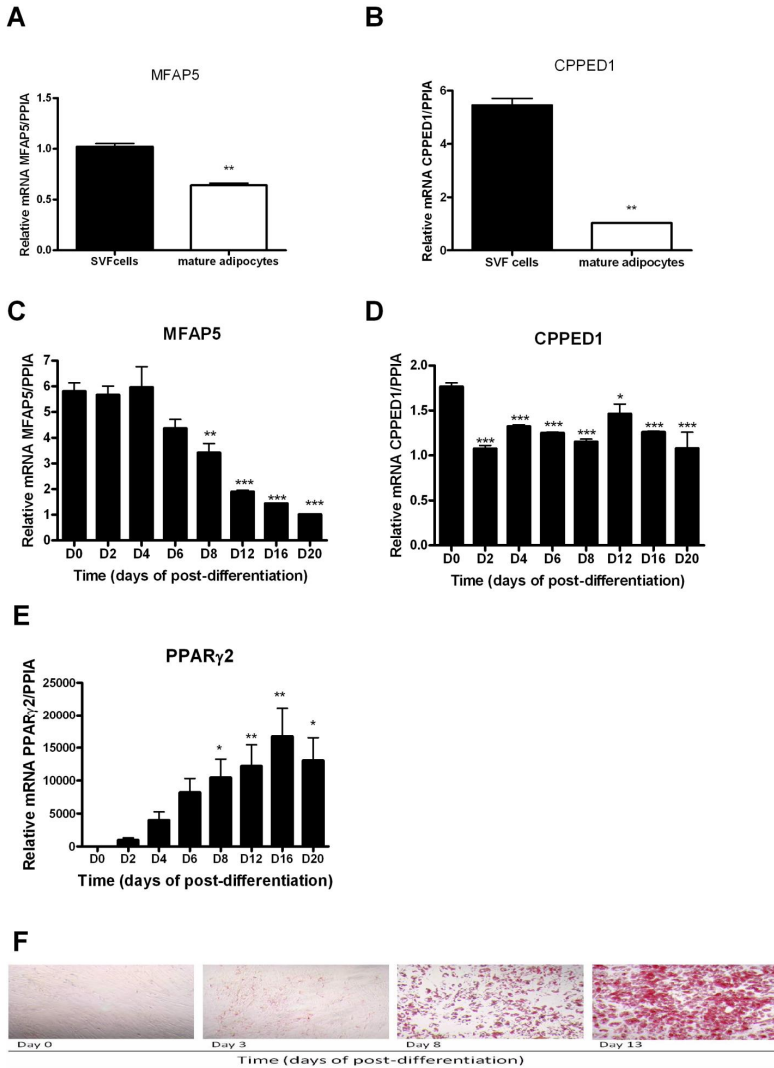 A
MFAP5
Relative mRNA MFAP5/PPIA
1.5
1.0
0.5
0.0
**
SVFcells
mature adipocytes
B
CPPED1
Relative mRNA CPPED1/PPIA
6
4
2
0
**
SVF cells
mature adipocytes
C
MFAP5
Relative mRNA MFAP5/PPIA
7
6
5
4
3
2
1
0
** *** *** ***
D0 D2 D4 D6 D8 D12 D16 D20
Time (days of post-differentiation)
D
CPPED1
Relative mRNA CPPED1/PPIA
2.0
1.5
1.0
0.5
0.0
*** *** *** *** * *** ***
D0 D2 D4 D6 D8 D12 D16 D20
Time (days of post-differentiation)
E
PPARγ2
Relative mRNA PPARγ2/PPIA
25000
20000
15000
10000
5000
0
* ** ** *
D0 D2 D4 D6 D8 D12 D16 D20
Time (days of post-differentiation)
F
Day 0 Day 3 Day 8 Day 13
Time (days of post-differentiation)